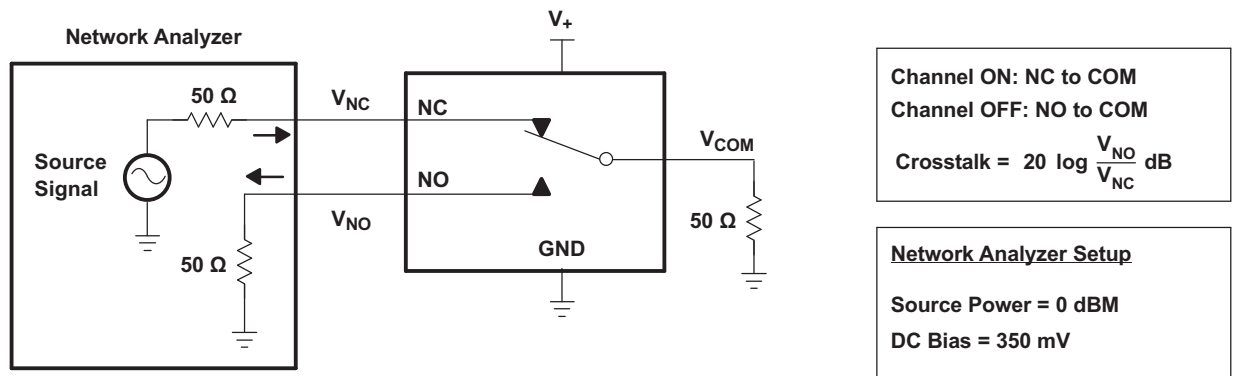 V+
Network Analyzer
50 Ω
VNC
NC
Source
Signal
VCOM
NO
VNO
50 Ω
50 Ω
GND
Channel ON: NC to COM
Channel OFF: NO to COM
Crosstalk = 20 log VNO/VNC dB
Network Analyzer Setup
Source Power = 0 dBM
DC Bias = 350 mV